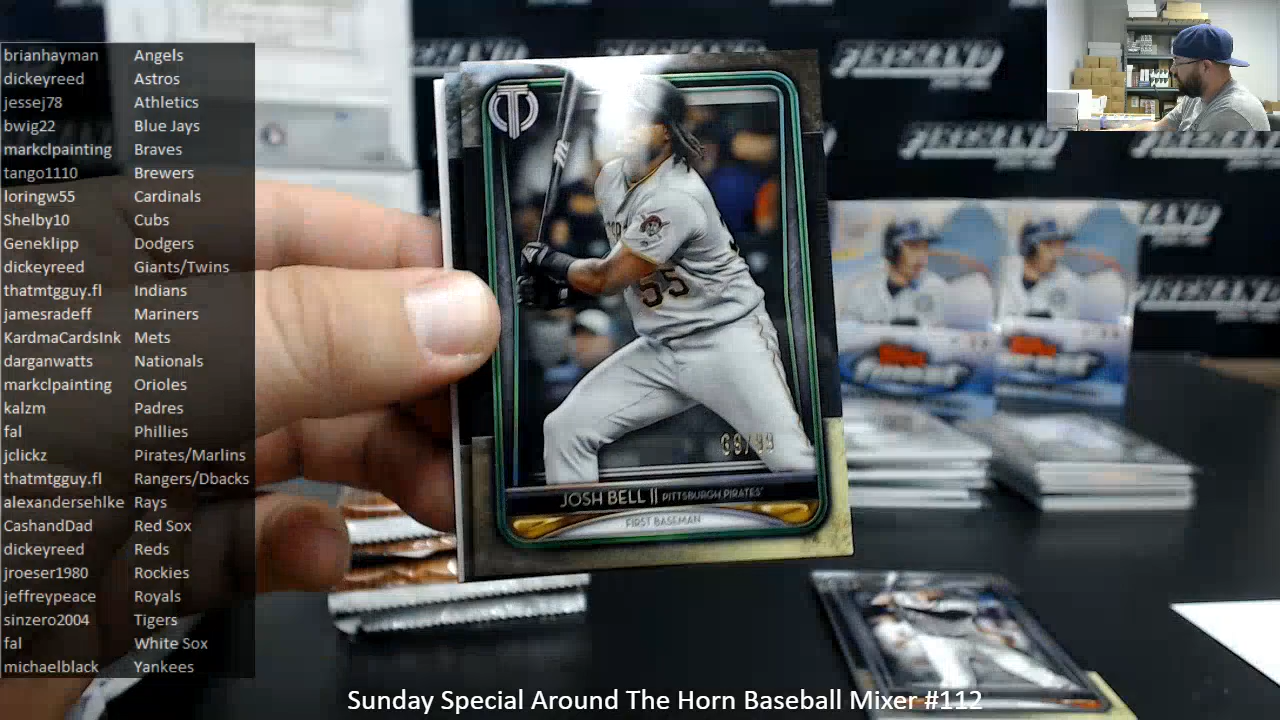 brianhayman Angels
dickeyreed Astros
jessej78 Athletics
bwig22 Blue Jays
markclpainting Braves
tango1110 Brewers
loringw55 Cardinals
Shelby10 Cubs
Geneklipp Dodgers
dickeyreed Giants/Twins
thatmtgguy.fl Indians
jamesradeff Mariners
KardmaCardsInk Mets
darganwatts Nationals
markclpainting Orioles
kalzm Padres
fal Phillies
jclickz Pirates/Marlins
thatmtgguy.fl Rangers/Dbacks
alexandersehlke Rays
CashandDad Red Sox
dickeyreed Reds
jroeser1980 Rockies
jeffreypeace Royals
sinzero2004 Tigers
fal White Sox
michaelblack Yankees
55
JOSH BELL || PITTSBURGH PIRATES
FIRST BASEMAN
Sunday Special Around The Horn Baseball Mixer #112